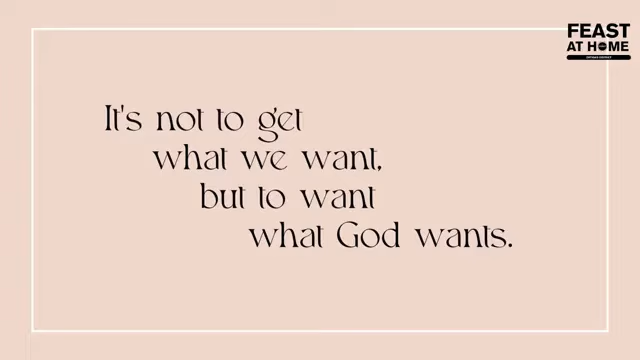 FEAST
AT HOME
It's not to get
what we want,
but to want
what God wants.